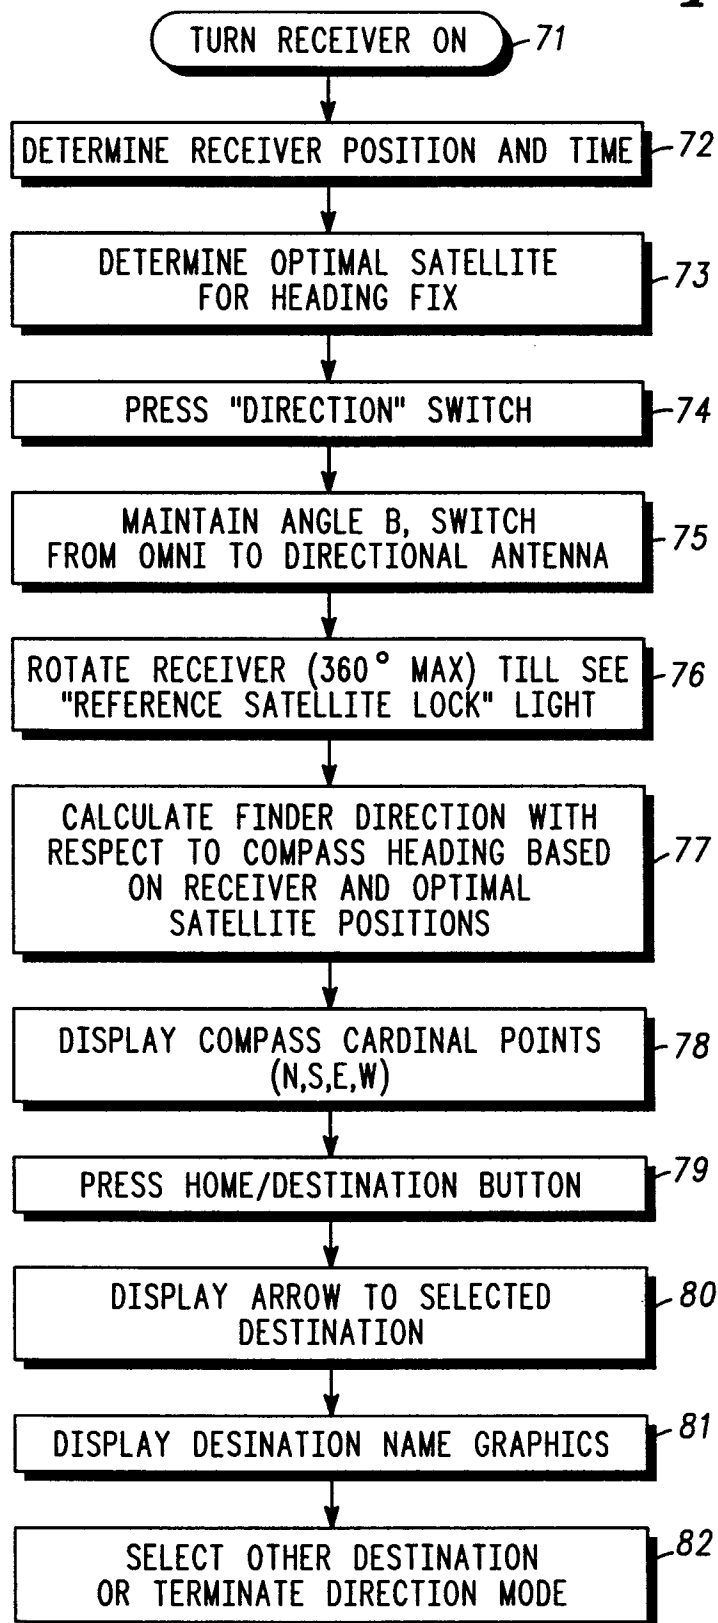 TURN RECEIVER ON
71
DETERMINE RECEIVER POSITION AND TIME
72
DETERMINE OPTIMAL SATELLITE
FOR HEADING FIX
73
PRESS "DIRECTION" SWITCH
74
MAINTAIN ANGLE B, SWITCH
FROM OMNI TO DIRECTIONAL ANTENNA
75
ROTATE RECEIVER (360° MAX) TILL SEE
"REFERENCE SATELLITE LOCK" LIGHT
76
CALCULATE FINDER DIRECTION WITH
RESPECT TO COMPASS HEADING BASED
ON RECEIVER AND OPTIMAL
SATELLITE POSITIONS
77
DISPLAY COMPASS CARDINAL POINTS
(N,S,E,W)
78
PRESS HOME/DESTINATION BUTTON
79
DISPLAY ARROW TO SELECTED
DESTINATION
80
DISPLAY DESINATION NAME GRAPHICS
81
SELECT OTHER DESTINATION
OR TERMINATE DIRECTION MODE
82